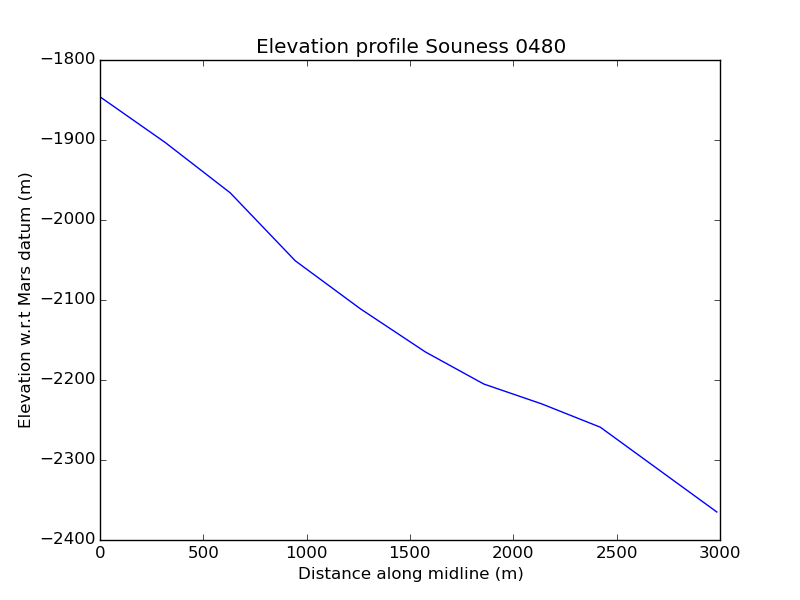 Elevation profile Souness 0480
−1800
−1900
−2000
−2100
−2200
−2300
−2400
Elevation w.r.t Mars datum (m)
0 500 1000 1500 2000 2500 3000
Distance along midline (m)